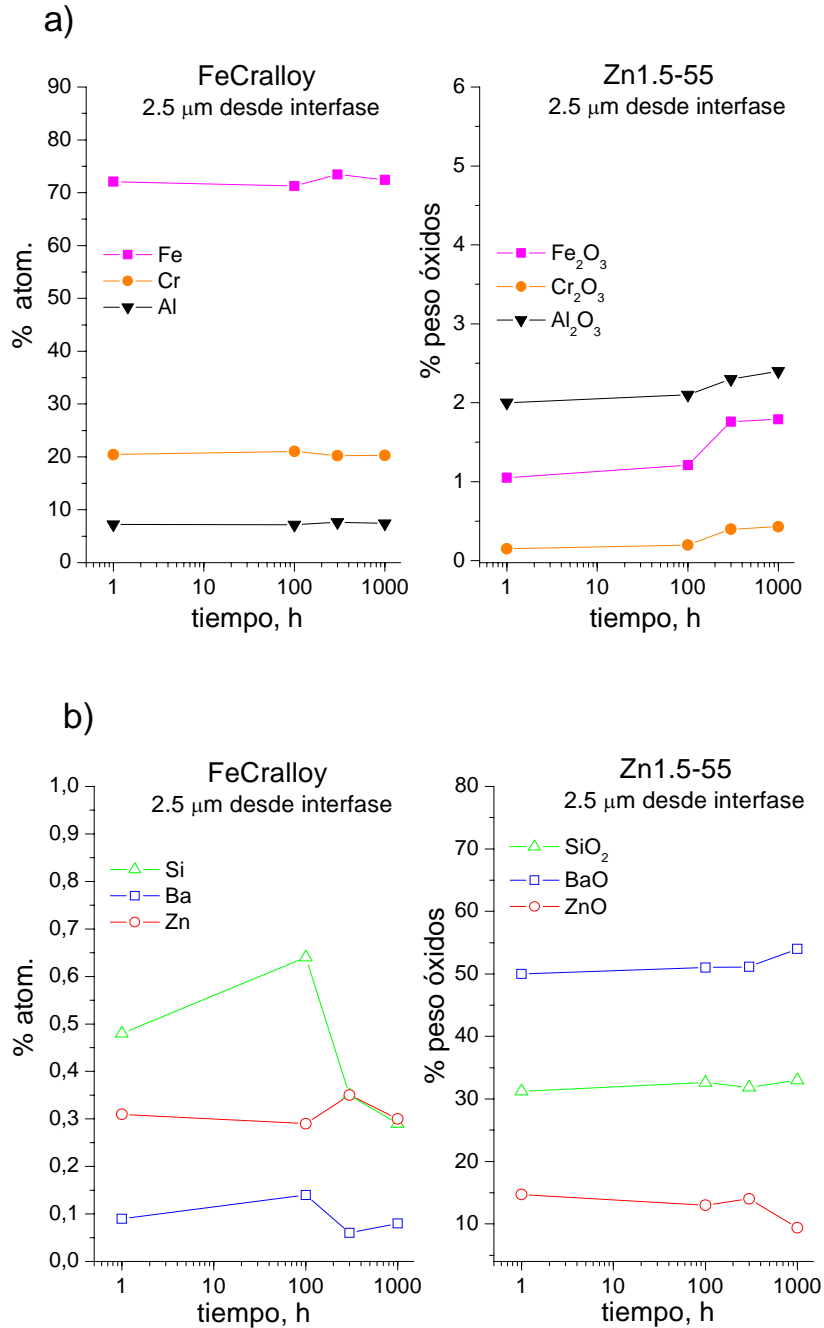 a)
FeCralloy
2.5 μm desde interfase
% atom.
90
80
70
60
50
40
30
20
10
0
Fe
Cr
Al
1
10
100
1000
tiempo, h
Zn1.5-55
2.5 μm desde interfase
% peso óxidos
6
5
4
3
2
1
0
Fe2O3
Cr2O3
Al2O3
1
10
100
1000
tiempo, h
b)
FeCralloy
2.5 μm desde interfase
% atom.
1,0
0,9
0,8
0,7
0,6
0,5
0,4
0,3
0,2
0,1
0,0
Si
Ba
Zn
1
10
100
1000
tiempo, h
Zn1.5-55
2.5 μm desde interfase
% peso óxidos
80
70
60
50
40
30
20
10
SiO2
BaO
ZnO
1
10
100
1000
tiempo, h